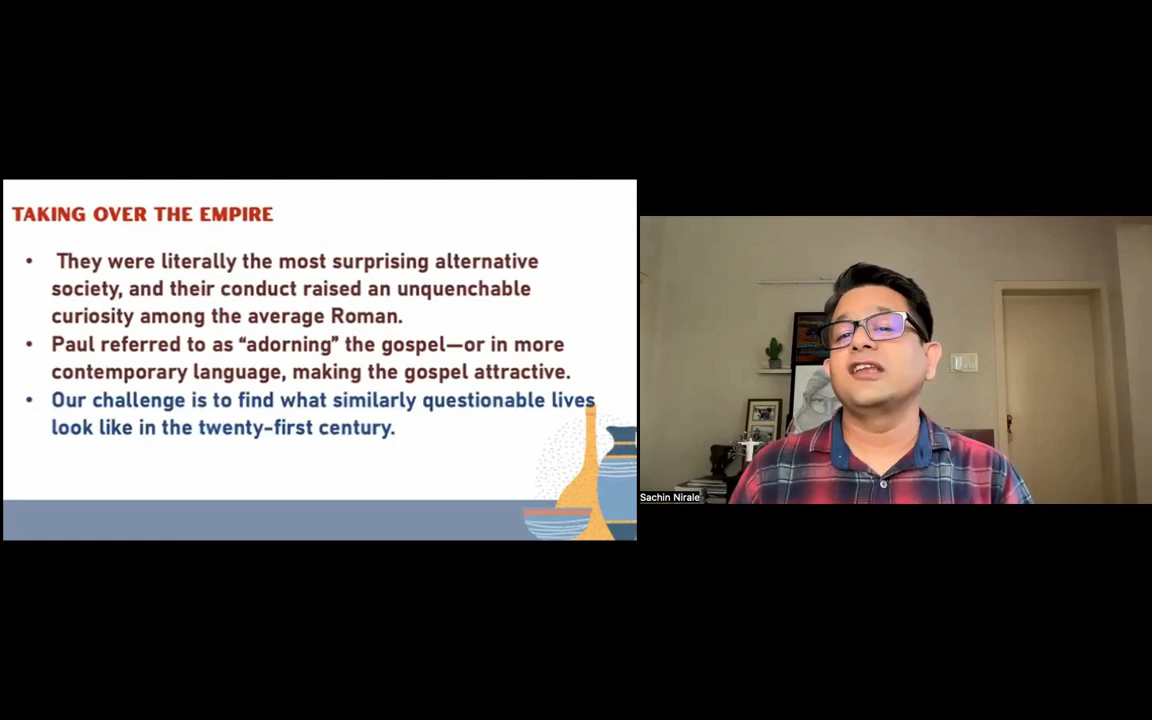 TAKING OVER THE EMPIRE
• They were literally the most surprising alternative
society, and their conduct raised an unquenchable
curiosity among the average Roman.
• Paul referred to as “adorning” the gospel—or in more
contemporary language, making the gospel attractive.
• Our challenge is to find what similarly questionable lives
look like in the twenty-first century.
Sachin Nirale